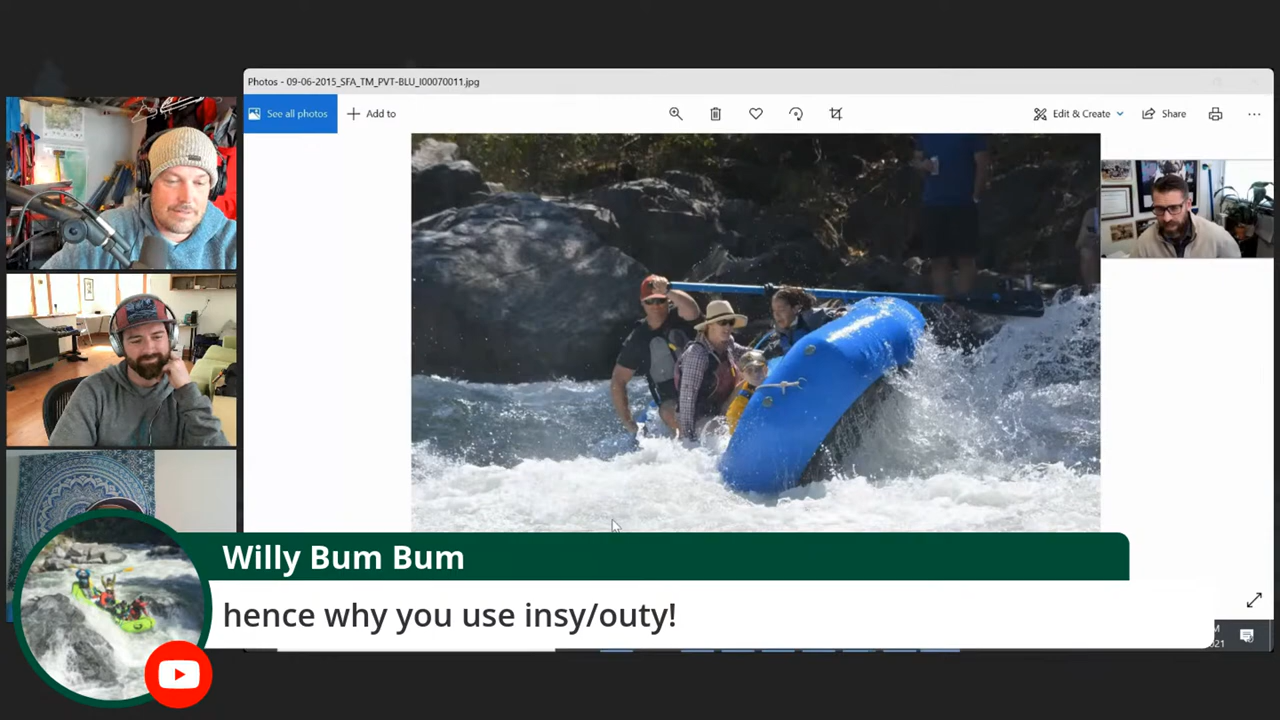 Photos - 09-06-2015_SFA_TM_PVT-BLU_I00070011.jpg
See all photos
Add to
Edit & Create
Share
Willy Bum Bum
hence why you use insy/outy!
M
021